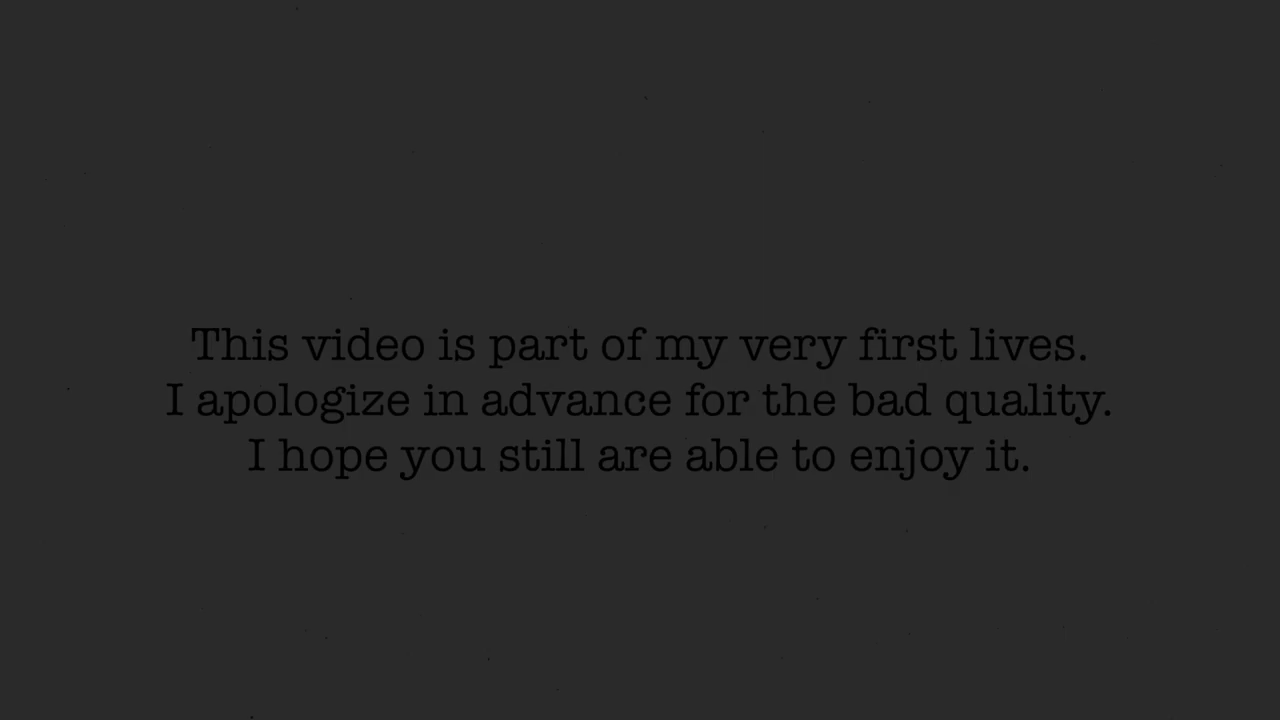 This video is part of my very first lives.
I apologize in advance for the bad quality.
I hope you still are able to enjoy it.